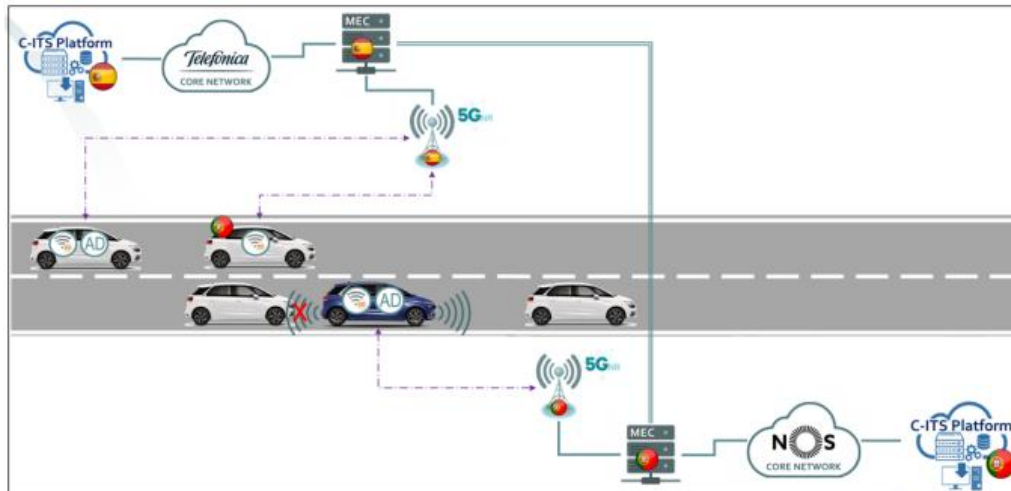 C-ITS Platform
Telefónica
CORE NETWORK
MEC
5G
AD
AD
5G
MEC
NOS
CORE NETWORK
C-ITS Platform